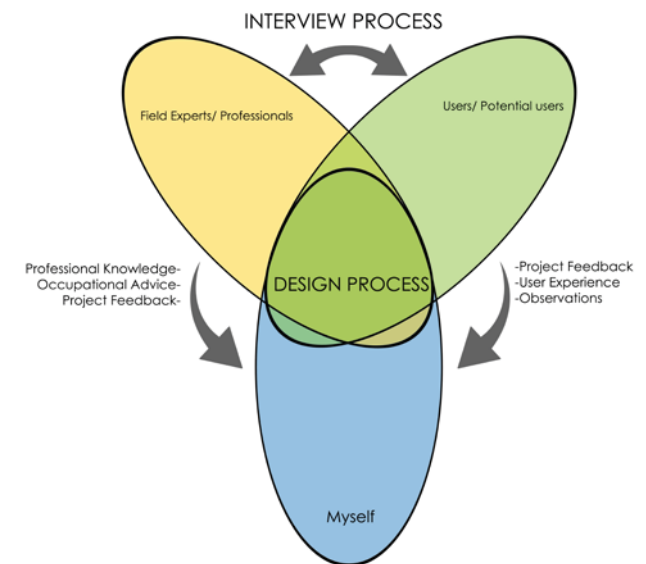 INTERVIEW PROCESS
Field Experts/ Professionals
Users/ Potential users
Professional Knowledge-
Occupational Advice-
Project Feedback-
DESIGN PROCESS
-Project Feedback
-User Experience
-Observations
Myself